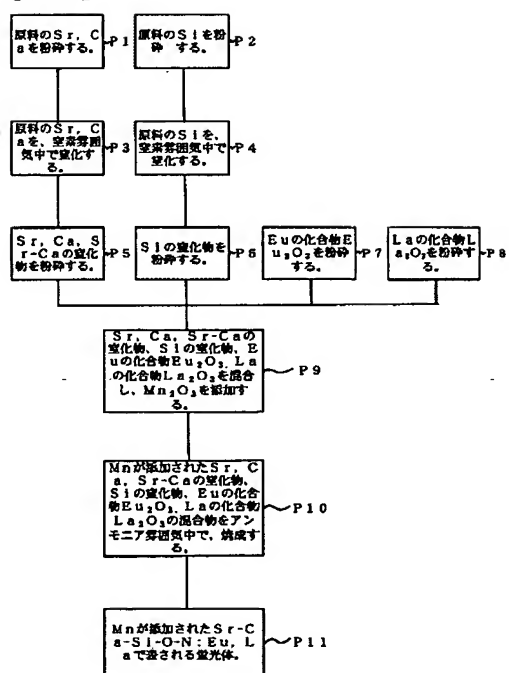 原料のSr, C
aを粉砕する。
P1
原料のSiを粉
砕 する。
P2
原料のSr, C
aを、窒素雰囲
気中で窒化す
る。
P3
原料のSiを、
窒素雰囲気中で
窒化する。
P4
Sr, Ca, S
r-Caの窒化
物を粉砕する。
P5
Siの窒化物を
粉砕する。
P6
Euの化合物E
u₂O₃を粉砕
する。
P7
Laの化合物L
a₂O₃を粉砕す
る。
P8
Sr, Ca, Sr-Caの
窒化物、Siの窒化物、E
uの化合物Eu₂O₃、La
の化合物La₂O₃を混合
し、Mn₂O₃を添加す
る。
P9
Mnが添加されたSr, C
a, Sr-Caの窒化物、
Siの窒化物、Euの化合
物Eu₂O₃、Laの化合物
La₂O₃の混合物をアン
モニア雰囲気中で、焼成す
る。
P10
Mnが添加されたSr-C
a-Si-O-N:Eu, L
aで表される蛍光体。
P11